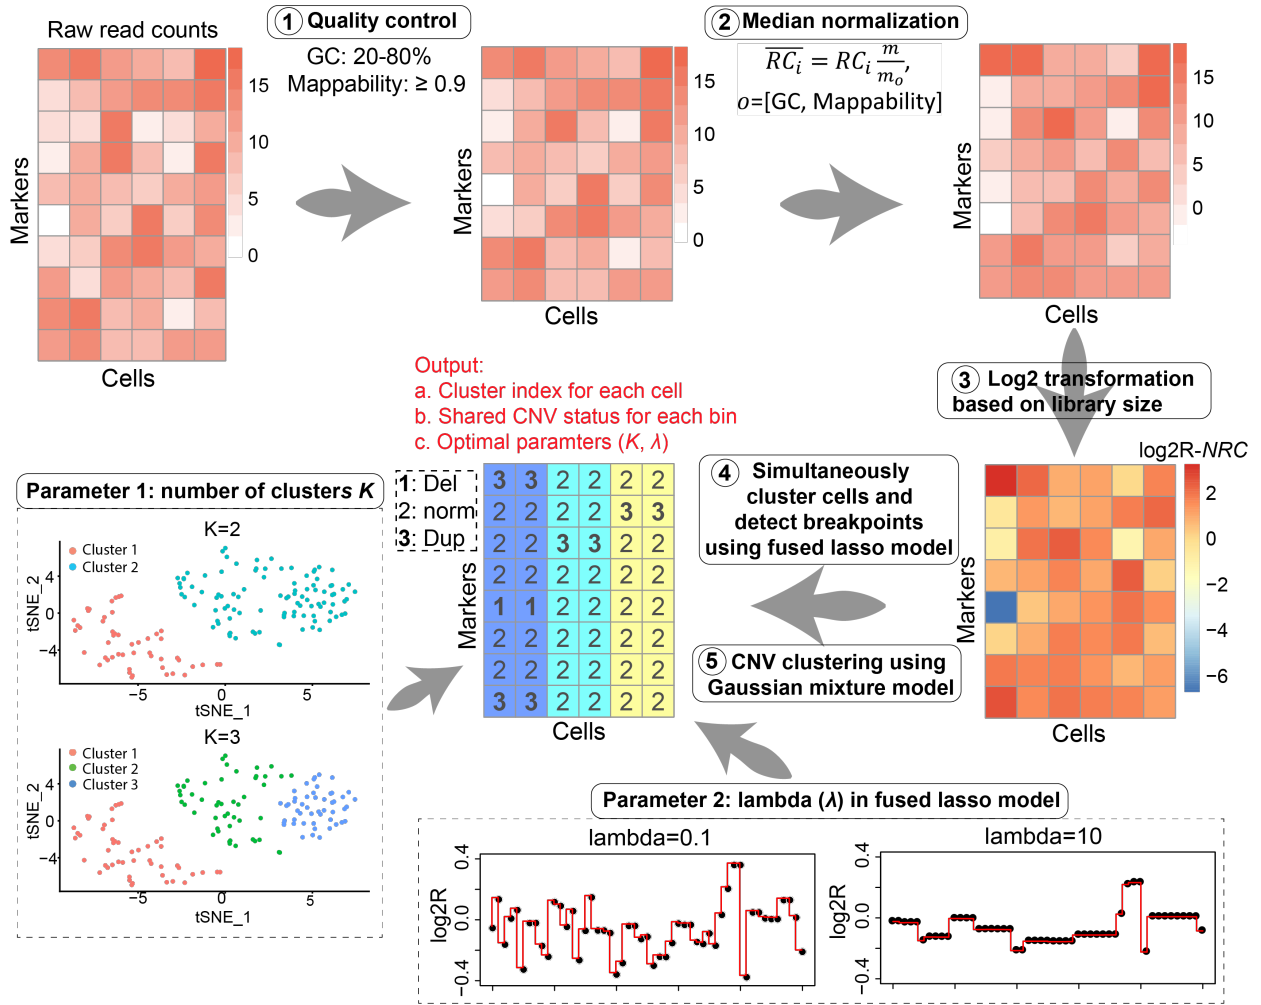 Raw read counts
1 Quality control
GC: 20-80%
Mappability: ≥ 0.9
2 Median normalization
RC̅ᵢ = RCᵢ m/mₒ,
o=[GC, Mappability]
15
10
5
0
Markers
Cells
15
10
5
0
Markers
Cells
15
10
5
0
Markers
Cells
3 Log2 transformation
based on library size
log2R-NRC
2
0
−2
−4
−6
Markers
Cells
Output:
a. Cluster index for each cell
b. Shared CNV status for each bin
c. Optimal paramters (K, λ)
4 Simultaneously
cluster cells and
detect breakpoints
using fused lasso model
5 CNV clustering using
Gaussian mixture model
1: Del
2: norm
3: Dup
3 3 2 2 2 2
2 2 2 2 3 3
2 2 3 3 2 2
2 2 2 2 2 2
1 1 2 2 2 2
2 2 2 2 2 2
2 2 2 2 2 2
3 3 2 2 2 2
Markers
Cells
Parameter 1: number of clusters K
K=2
Cluster 1
Cluster 2
tSNE_2
4
0
−4
−5 0 5
tSNE_1
K=3
Cluster 1
Cluster 2
Cluster 3
tSNE_2
4
0
−4
−5 0 5
tSNE_1
Parameter 2: lambda (λ) in fused lasso model
lambda=0.1
log2R
0.4
0.0
−0.4
lambda=10
log2R
0.4
0.0
−0.4